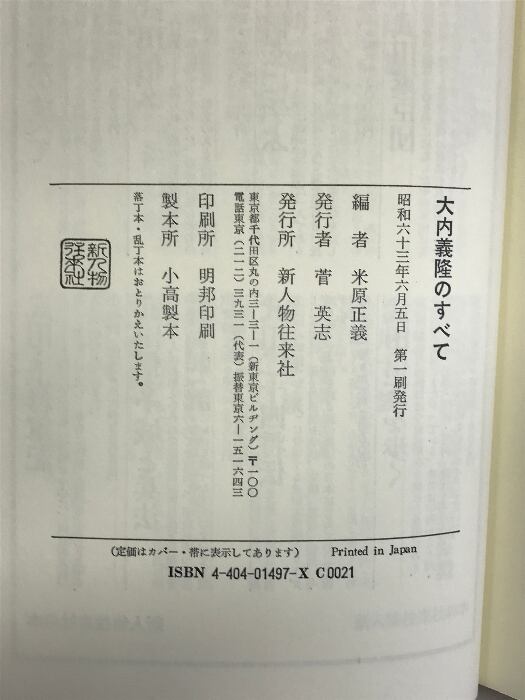 大内義隆のすべて
昭和六十三年六月五日　第一刷発行
編　者　米原正義
発行者　菅　英志
発行所　新人物往来社
東京都千代田区丸の内三―三―一（新東京ビルヂング）〒一〇〇
電話東京（二一二）三九三一（代表）振替東京六―一五一六四三
印刷所　明邦印刷
製本所　小高製本
落丁本・乱丁本はおとりかえいたします。
新人物
往来社
（定価はカバー・帯に表示してあります）　Printed in Japan
ISBN 4-404-01497-X C0021